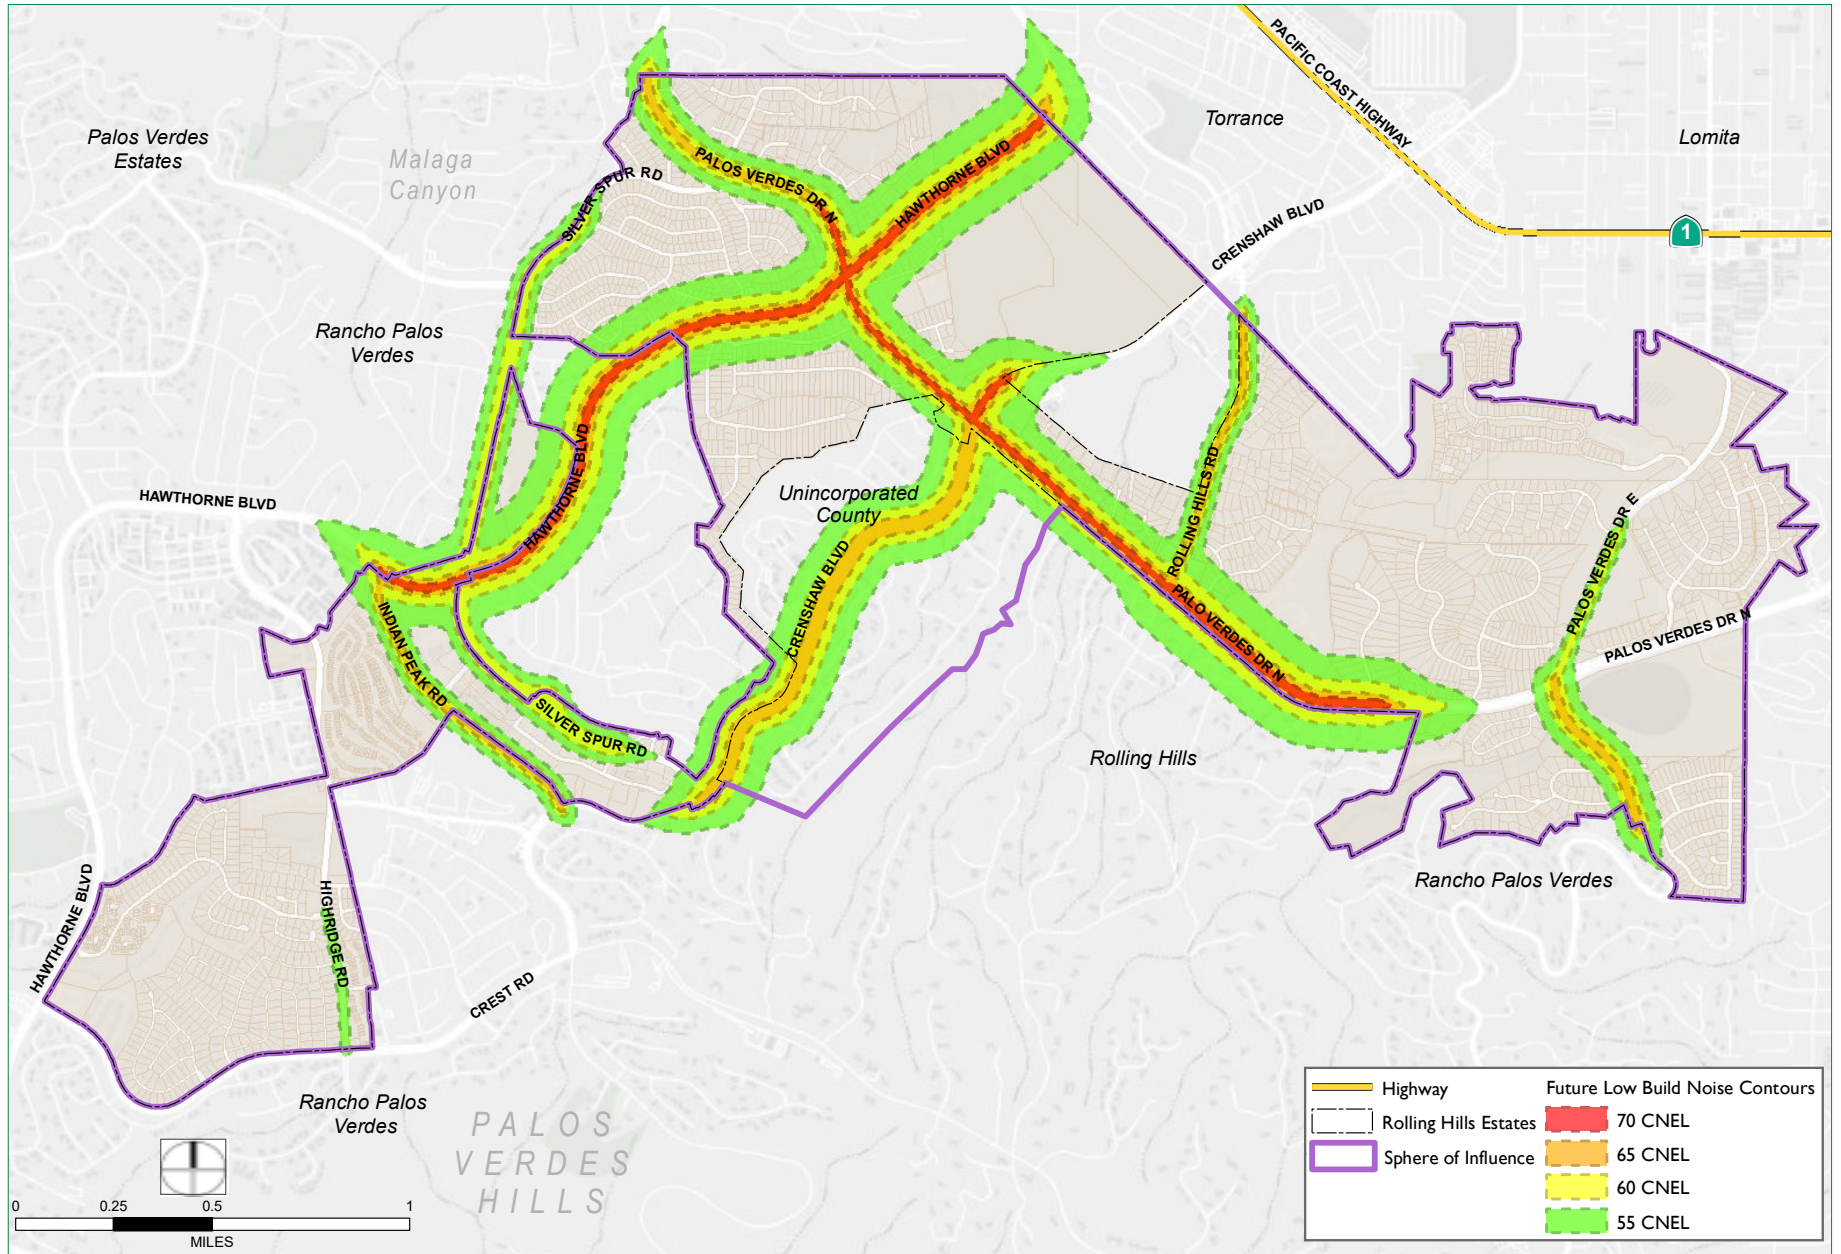 PACIFIC COAST HIGHWAY
Torrance
Lomita
Palos Verdes
Estates
Malaga
Canyon
SILVER SPUR RD
PALOS VERDES DR N
HAWTHORNE BLVD
CRENSHAW BLVD
1
Rancho Palos
Verdes
HAWTHORNE BLVD
HAWTHORNE BLVD
Unincorporated
County
ROLLING HILLS RD
PALOS VERDES DR E
CRENSHAW BLVD
PALO VERDES DR N
PALOS VERDES DR N
INDIAN PEAK RD
SILVER SPUR RD
Rolling Hills
Rancho Palos Verdes
HAWTHORNE BLVD
HIGHRIDGE RD
CREST RD
Rancho Palos
Verdes
PALOS
VERDES
HILLS
0 0.25 0.5 1
MILES
Highway
Rolling Hills Estates
Sphere of Influence
Future Low Build Noise Contours
70 CNEL
65 CNEL
60 CNEL
55 CNEL